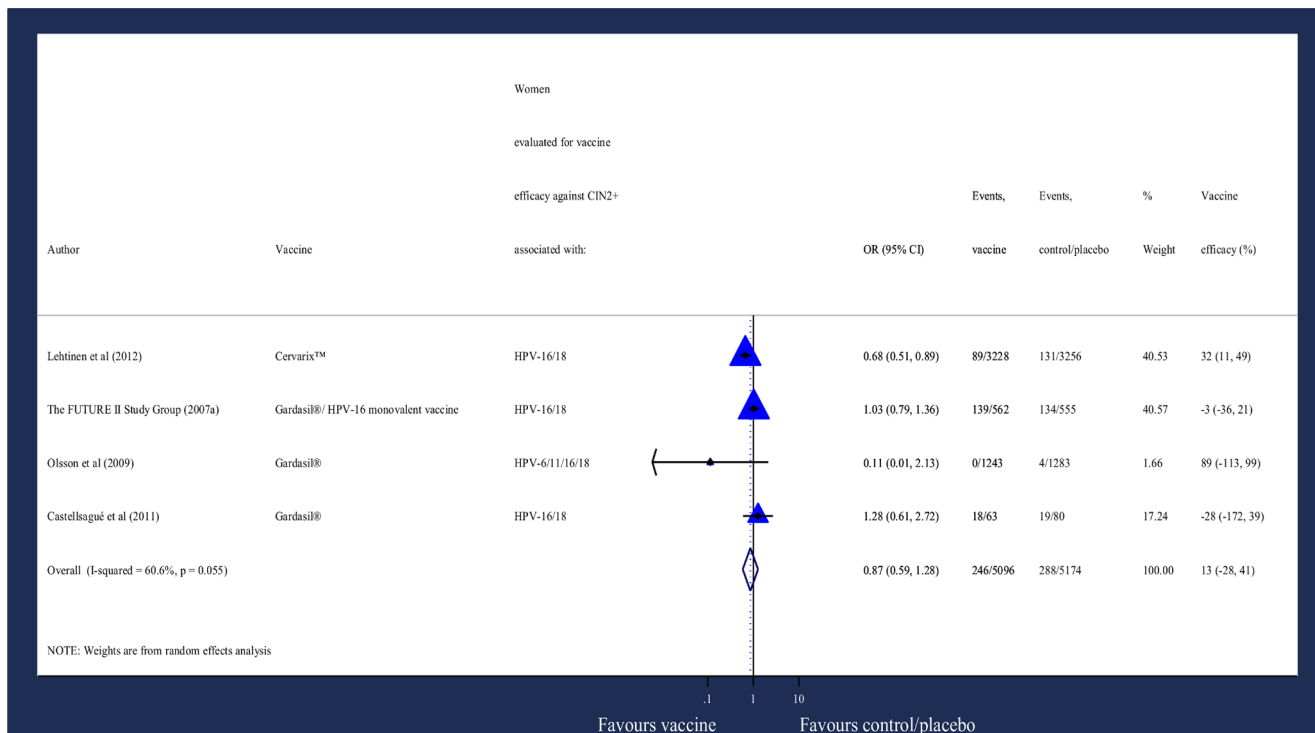 Women
evaluated for vaccine
efficacy against CIN2+ Events, Events, % Vaccine
Author Vaccine associated with: OR (95% CI) vaccine control/placebo Weight efficacy (%)
Lehtinen et al (2012) Cervarix™ HPV-16/18 0.68 (0.51, 0.89) 89/3228 131/3256 40.53 32 (11, 49)
The FUTURE II Study Group (2007a) Gardasil®/ HPV-16 monovalent vaccine HPV-16/18 1.03 (0.79, 1.36) 139/562 134/555 40.57 -3 (-36, 21)
Olsson et al (2009) Gardasil® HPV-6/11/16/18 0.11 (0.01, 2.13) 0/1243 4/1283 1.66 89 (-113, 99)
Castellsagué et al (2011) Gardasil® HPV-16/18 1.28 (0.61, 2.72) 18/63 19/80 17.24 -28 (-172, 39)
Overall (I-squared = 60.6%, p = 0.055) 0.87 (0.59, 1.28) 246/5096 288/5174 100.00 13 (-28, 41)
NOTE: Weights are from random effects analysis
.1 1 10
Favours vaccine Favours control/placebo